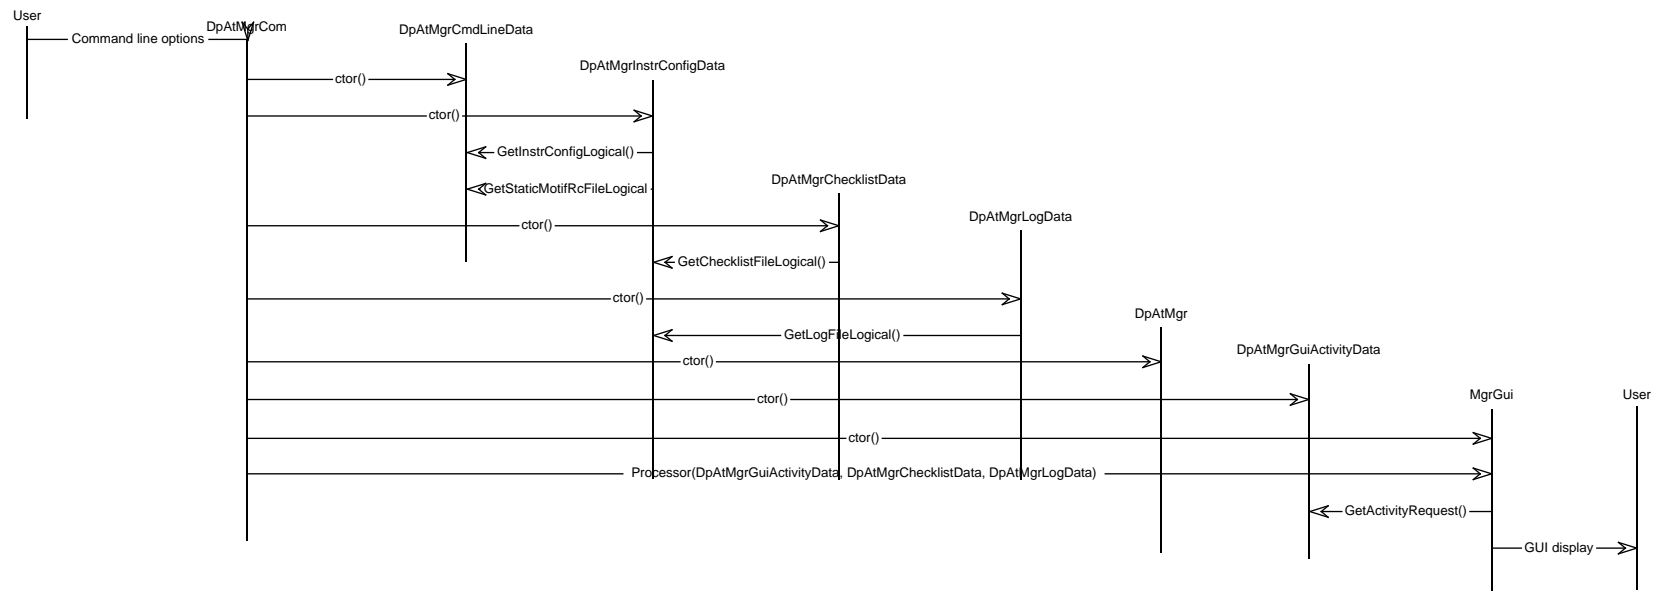 User
DpAtMgrCom
DpAtMgrCmdLineData
Command line options
DpAtMgrInstrConfigData
ctor()
ctor()
GetInstrConfigLogical()
DpAtMgrChecklistData
GetStaticMotifRcFileLogical
DpAtMgrLogData
ctor()
GetChecklistFileLogical()
ctor()
DpAtMgr
GetLogFileLogical()
DpAtMgrGuiActivityData
ctor()
MgrGui
User
ctor()
ctor()
Processor(DpAtMgrGuiActivityData, DpAtMgrChecklistData, DpAtMgrLogData)
GetActivityRequest()
GUI display